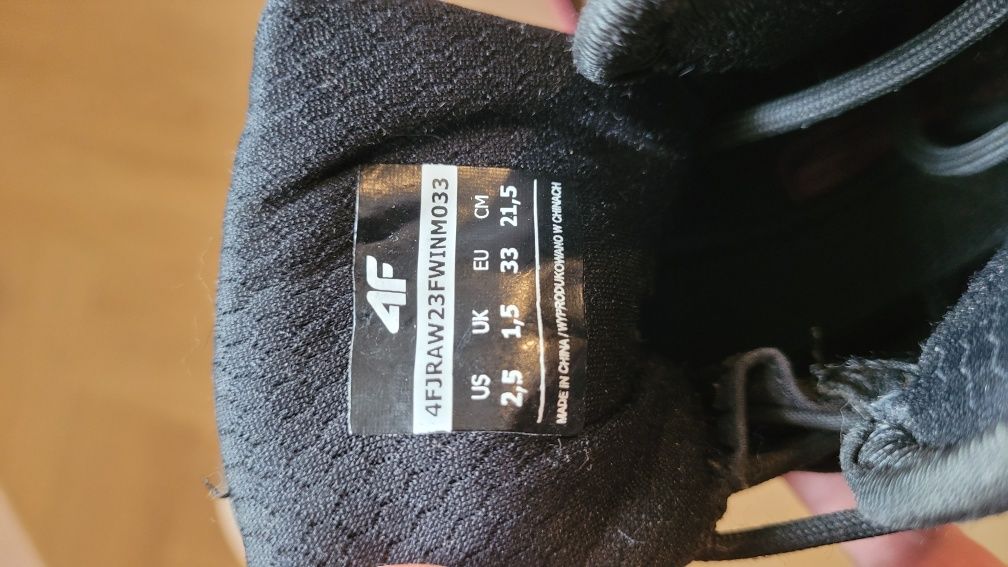 4F
4FJRAW23FWINM033
US UK EU CM
2,5 1,5 33 21,5
MADE IN CHINA / WYPRODUKOWANO W CHINACH